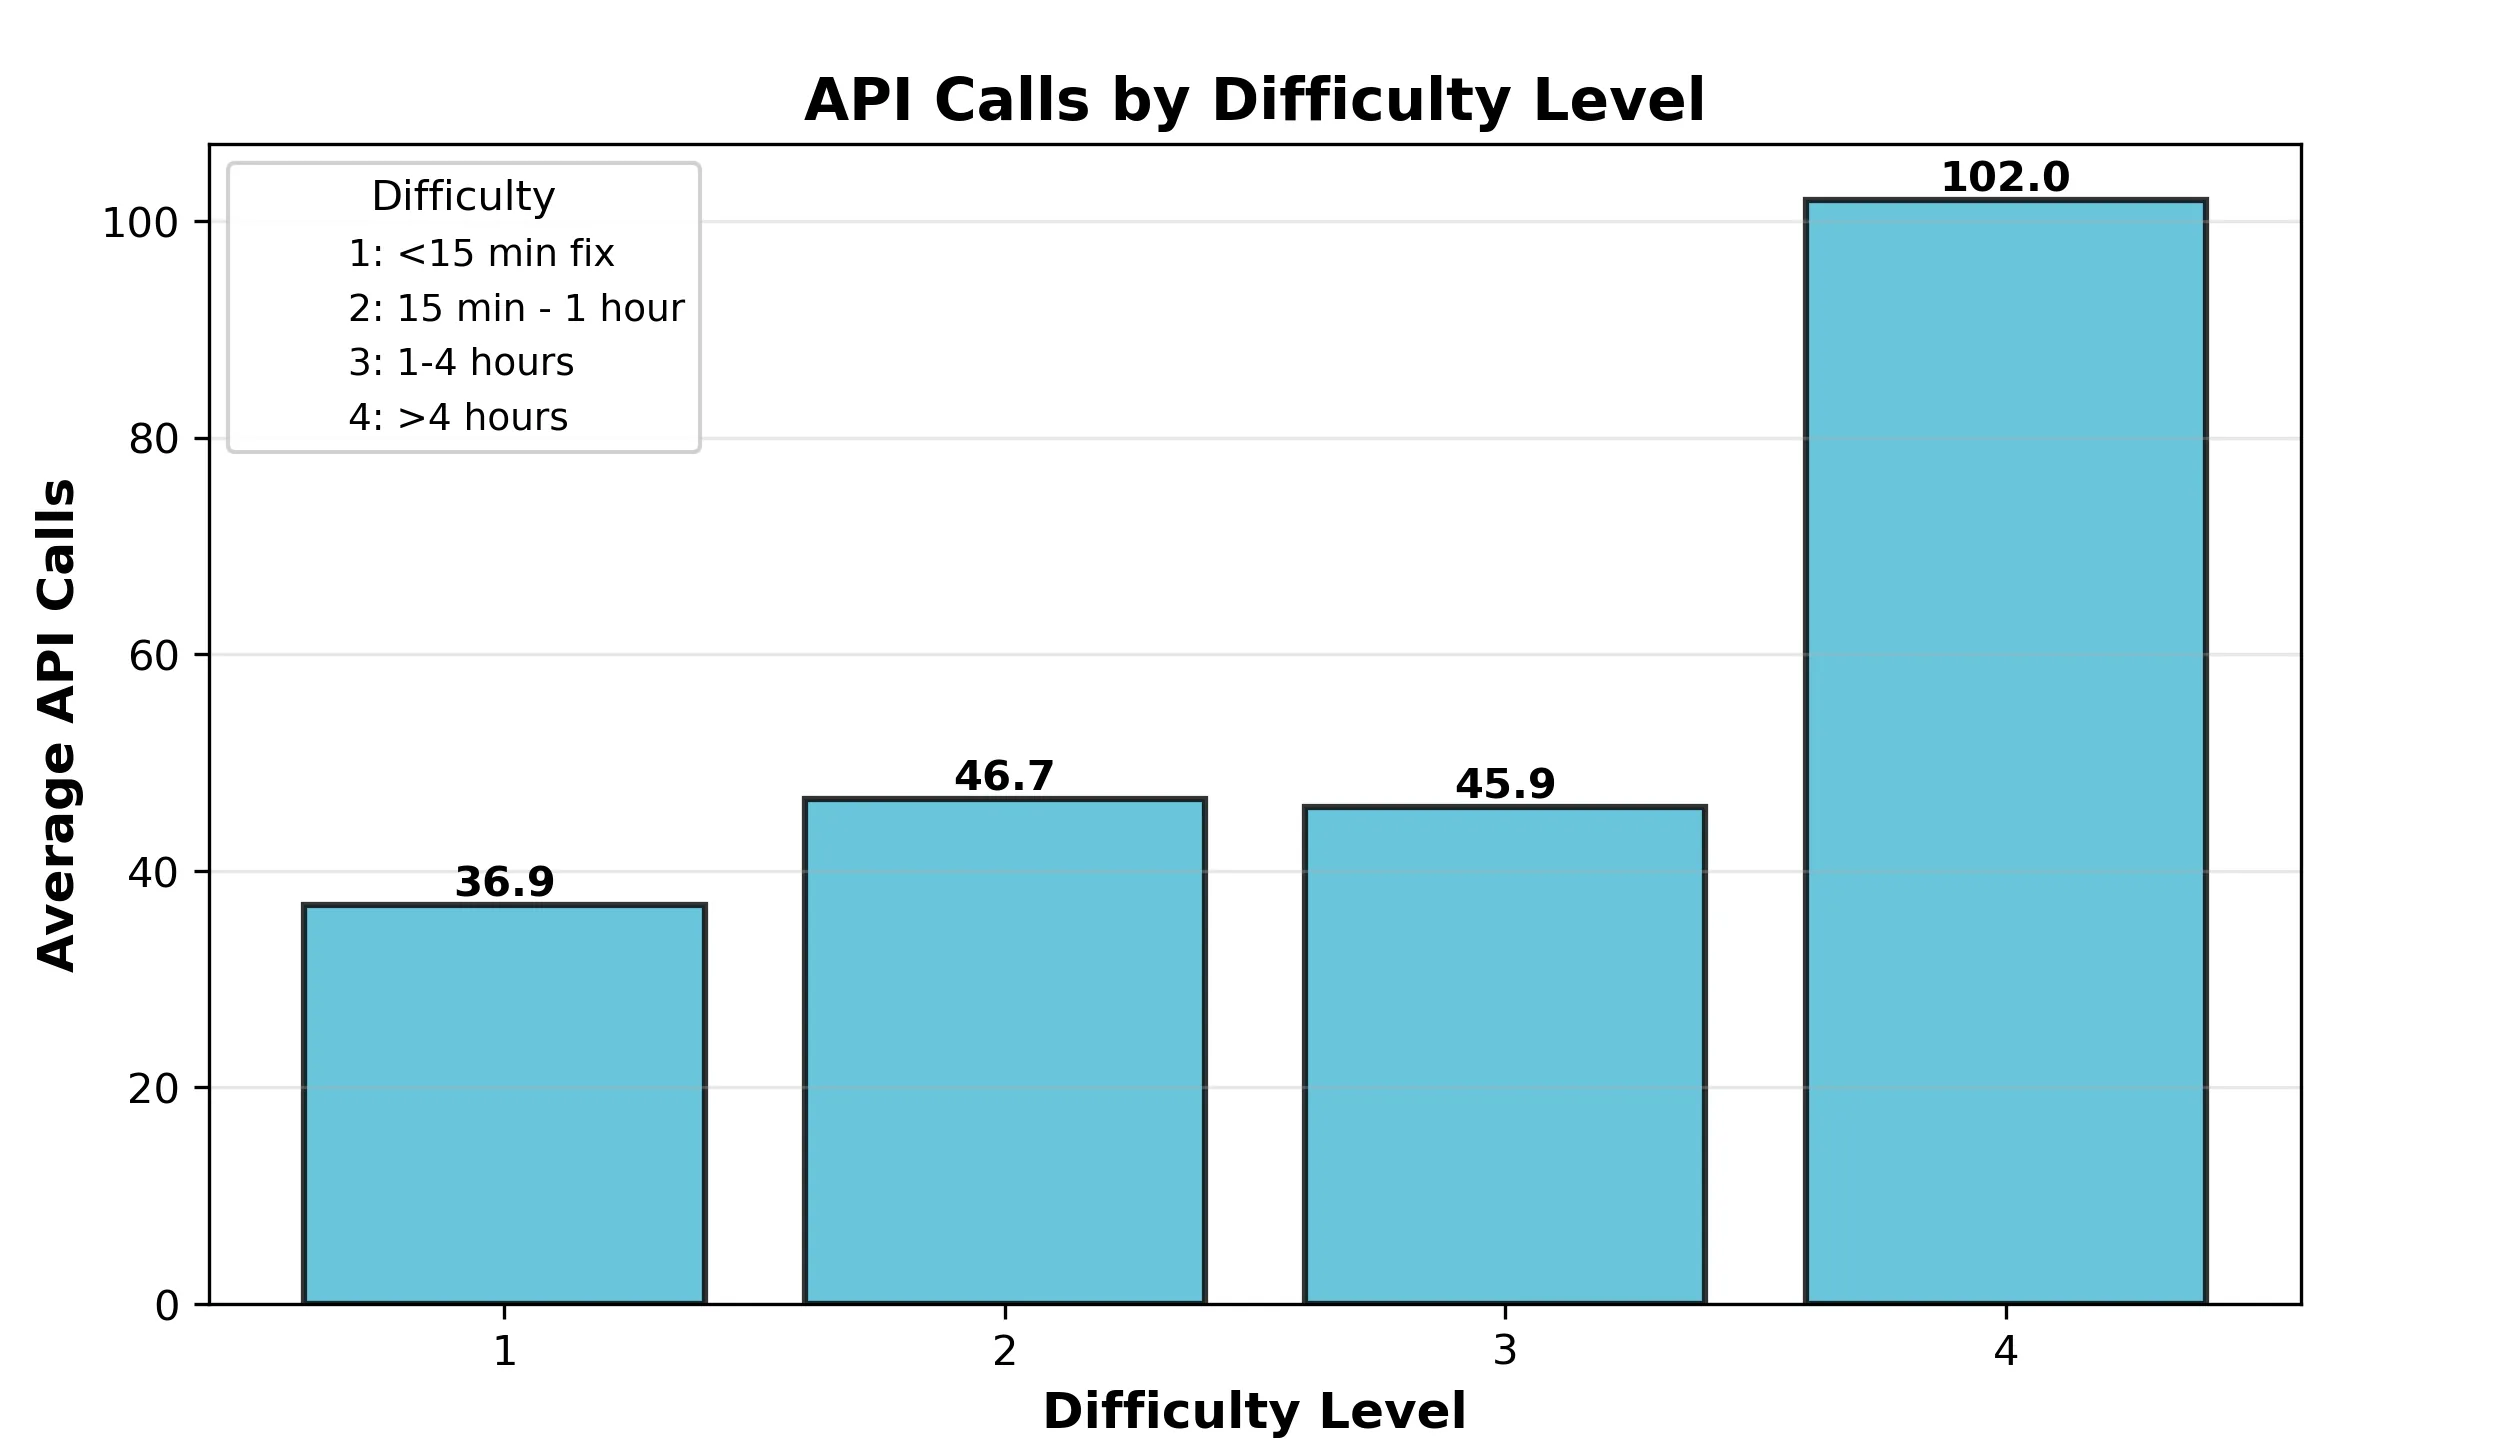 API Calls by Difficulty Level
Difficulty
1: <15 min fix
2: 15 min - 1 hour
3: 1-4 hours
4: >4 hours
Average API Calls
100
80
60
40
20
0
36.9
46.7
45.9
102.0
1
2
3
4
Difficulty Level